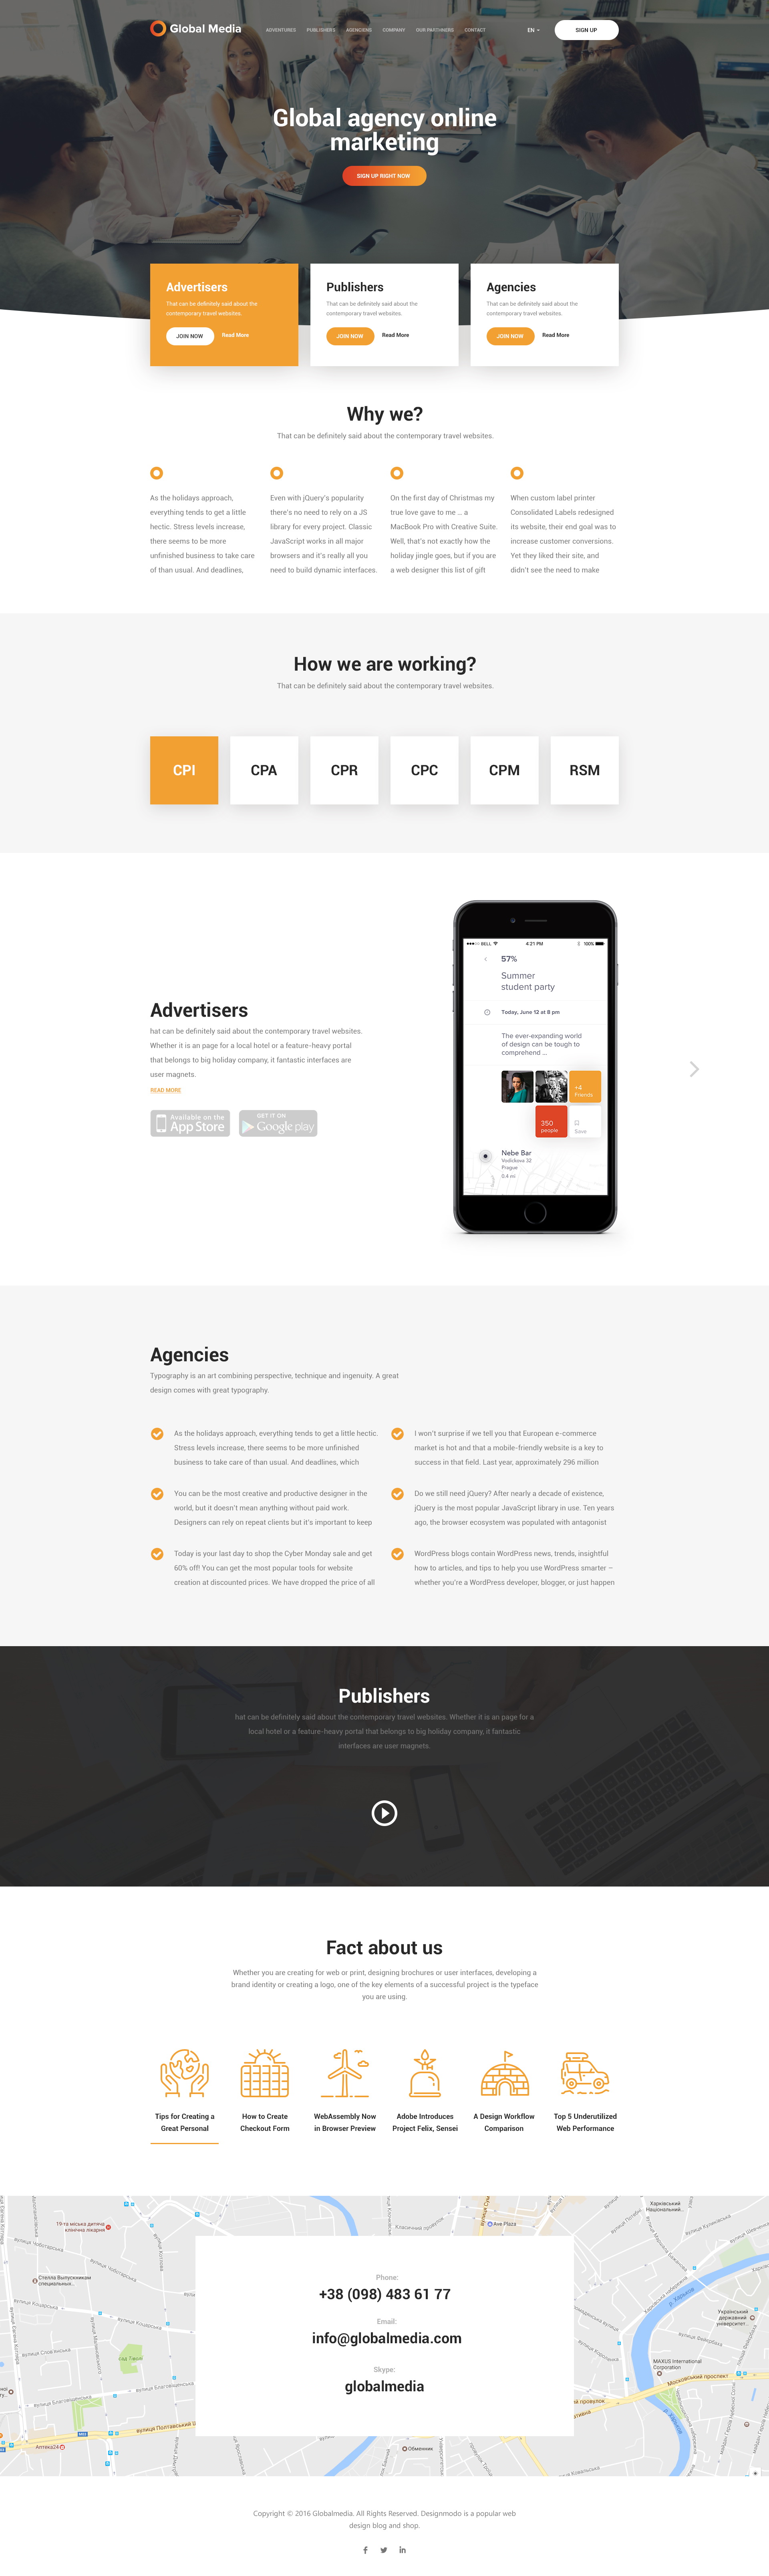 Global Media
ADVENTURES PUBLISHERS AGENCIENS COMPANY OUR PARTHNERS CONTACT
EN
SIGN UP
Global agency online
marketing
SIGN UP RIGHT NOW
Advertisers
That can be definitely said about the
contemporary travel websites.
JOIN NOW Read More
Publishers
That can be definitely said about the
contemporary travel websites.
JOIN NOW Read More
Agencies
That can be definitely said about the
contemporary travel websites.
JOIN NOW Read More
Why we?
That can be definitely said about the contemporary travel websites.
As the holidays approach,
everything tends to get a little
hectic. Stress levels increase,
there seems to be more
unfinished business to take care
of than usual. And deadlines,
Even with jQuery's popularity
there's no need to rely on a JS
library for every project. Classic
JavaScript works in all major
browsers and it's really all you
need to build dynamic interfaces.
On the first day of Christmas my
true love gave to me ... a
MacBook Pro with Creative Suite.
Well, that's not exactly how the
holiday jingle goes, but if you are
a web designer this list of gift
When custom label printer
Consolidated Labels redesigned
its website, their end goal was to
increase customer conversions.
Yet they liked their site, and
didn't see the need to make
How we are working?
That can be definitely said about the contemporary travel websites.
CPI
CPA
CPR
CPC
CPM
RSM
Advertisers
hat can be definitely said about the contemporary travel websites.
Whether it is an page for a local hotel or a feature-heavy portal
that belongs to big holiday company, it fantastic interfaces are
user magnets.
READ MORE
Available on the
App Store
GET IT ON
Google play
BELL 4:21 PM 100%
57%
Summer
student party
Today, June 12 at 8 pm
The ever-expanding world
of design can be tough to
comprehend ...
+4
Friends
350
people
Save
Nebe Bar
Vodickova 32
Prague
0.4 mi
Agencies
Typography is an art combining perspective, technique and ingenuity. A great
design comes with great typography.
As the holidays approach, everything tends to get a little hectic.
Stress levels increase, there seems to be more unfinished
business to take care of than usual. And deadlines, which
I won't surprise if we tell you that European e-commerce
market is hot and that a mobile-friendly website is a key to
success in that field. Last year, approximately 296 million
You can be the most creative and productive designer in the
world, but it doesn't mean anything without paid work.
Designers can rely on repeat clients but it's important to keep
Do we still need jQuery? After nearly a decade of existence,
jQuery is the most popular JavaScript library in use. Ten years
ago, the browser ecosystem was populated with antagonist
Today is your last day to shop the Cyber Monday sale and get
60% off! You can get the most popular tools for website
creation at discounted prices. We have dropped the price of all
WordPress blogs contain WordPress news, trends, insightful
how to articles, and tips to help you use WordPress smarter –
whether you're a WordPress developer, blogger, or just happen
Publishers
hat can be definitely said about the contemporary travel websites. Whether it is an page for a
local hotel or a feature-heavy portal that belongs to big holiday company, it fantastic
interfaces are user magnets.
Fact about us
Whether you are creating for web or print, designing brochures or user interfaces, developing a
brand identity or creating a logo, one of the key elements of a successful project is the typeface
you are using.
Tips for Creating a
Great Personal
How to Create
Checkout Form
WebAssembly Now
in Browser Preview
Adobe Introduces
Project Felix, Sensei
A Design Workflow
Comparison
Top 5 Underutilized
Web Performance
19-та міська дитяча
клінічна лікарня
Ave Plaza
Харківський
Національний...
Стелла Выпускникам
специальных..
Український
державний
університет...
MAXUS International
Corporation
Московський проспект
вулиця Полтавський Ш
Аптека24
Обменник
Phone:
+38 (098) 483 61 77
Email:
info@globalmedia.com
Skype:
globalmedia
Copyright © 2016 Globalmedia. All Rights Reserved. Designmodo is a popular web
design blog and shop.